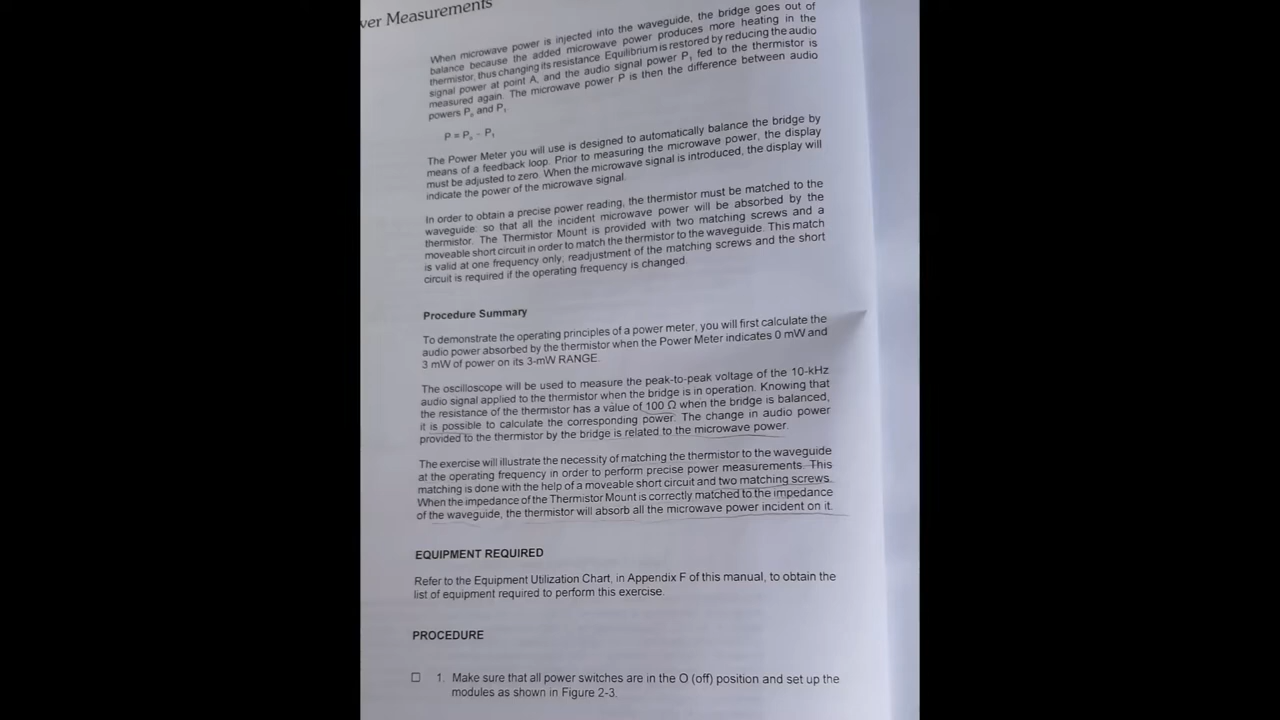 ver Measurements
When microwave power is injected into the waveguide, the bridge goes out of
balance because the added microwave power produces more heating in the
thermistor, thus changing its resistance. Equilibrium is restored by reducing the audio
signal power at point A, and the audio signal power P₁ fed to the thermistor is
measured again. The microwave power P is then the difference between audio
powers Pₒ and P₁
P = Pₒ - P₁
The Power Meter you will use is designed to automatically balance the bridge by
means of a feedback loop. Prior to measuring the microwave power, the display
must be adjusted to zero. When the microwave signal is introduced, the display will
indicate the power of the microwave signal.
In order to obtain a precise power reading, the thermistor must be matched to the
waveguide: so that all the incident microwave power will be absorbed by the
thermistor. The Thermistor Mount is provided with two matching screws and a
moveable short circuit in order to match the thermistor to the waveguide. This match
is valid at one frequency only; readjustment of the matching screws and the short
circuit is required if the operating frequency is changed.
Procedure Summary
To demonstrate the operating principles of a power meter, you will first calculate the
audio power absorbed by the thermistor when the Power Meter indicates 0 mW and
3 mW of power on its 3-mW RANGE.
The oscilloscope will be used to measure the peak-to-peak voltage of the 10-kHz
audio signal applied to the thermistor when the bridge is in operation. Knowing that
the resistance of the thermistor has a value of 100 Ω when the bridge is balanced,
it is possible to calculate the corresponding power. The change in audio power
provided to the thermistor by the bridge is related to the microwave power.
The exercise will illustrate the necessity of matching the thermistor to the waveguide
at the operating frequency in order to perform precise power measurements. This
matching is done with the help of a moveable short circuit and two matching screws.
When the impedance of the Thermistor Mount is correctly matched to the impedance
of the waveguide, the thermistor will absorb all the microwave power incident on it.
EQUIPMENT REQUIRED
Refer to the Equipment Utilization Chart, in Appendix F of this manual, to obtain the
list of equipment required to perform this exercise.
PROCEDURE
☐ 1. Make sure that all power switches are in the O (off) position and set up the
modules as shown in Figure 2-3.